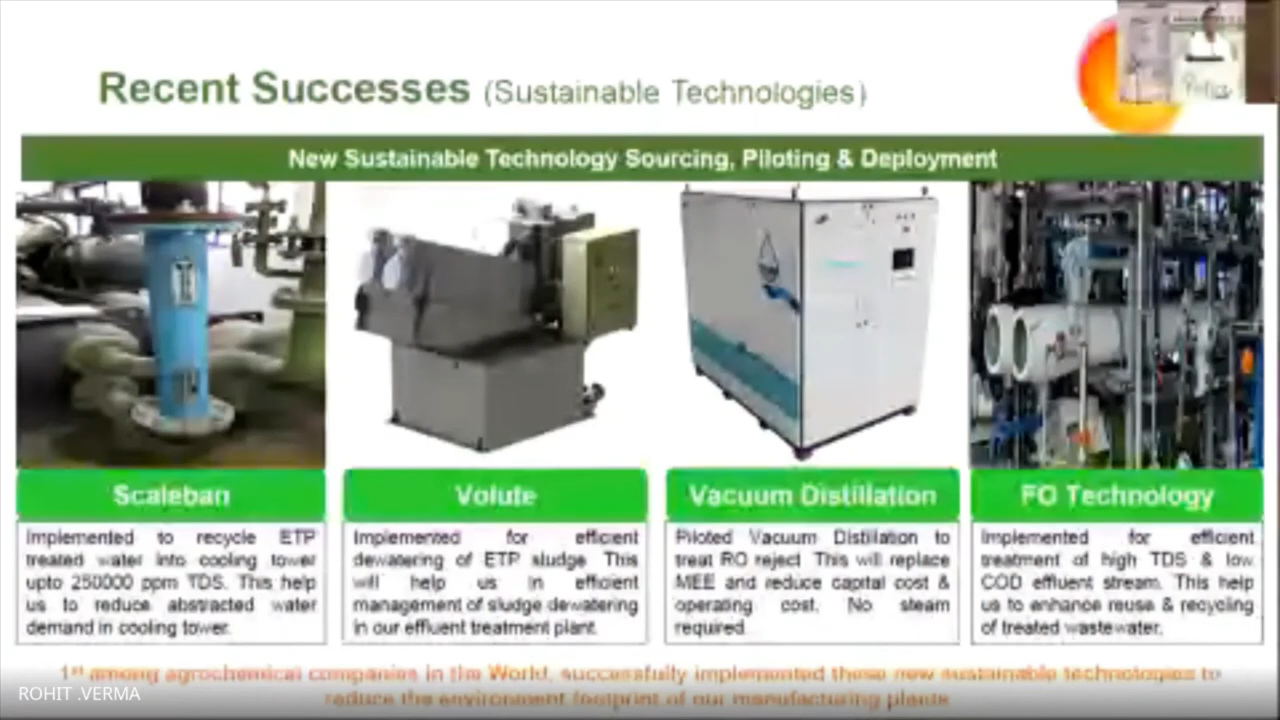 Recent Successes (Sustainable Technologies)
New Sustainable Technology Sourcing, Piloting & Deployment
Scaleban
Implemented to recycle ETP
treated water into cooling tower
upto 250000 ppm TDS. This help
us to reduce abstracted water
demand in cooling tower.
Volute
Implemented for efficient
dewatering of ETP sludge. This
will help us in efficient
management of sludge dewatering
in our effluent treatment plant.
Vacuum Distillation
Piloted Vacuum Distillation to
treat RO reject. This will replace
MEE and reduce capital cost &
operating cost. No steam
required.
FO Technology
Implemented for efficient
treatment of high TDS & low
COD effluent stream. This help
us to enhance reuse & recycling
of treated wastewater.
1st among agrochemical companies in the World, successfully implemented these new sustainable technologies to
reduce the environment footprint of our manufacturing plants
ROHIT .VERMA